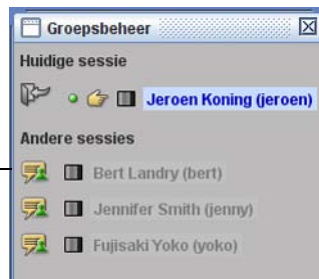 Groepsbeheer
Huidige sessie
Jeroen Koning (jeroen)
Andere sessies
Bert Landry (bert)
Jennifer Smith (jenny)
Fujisaki Yoko (yoko)